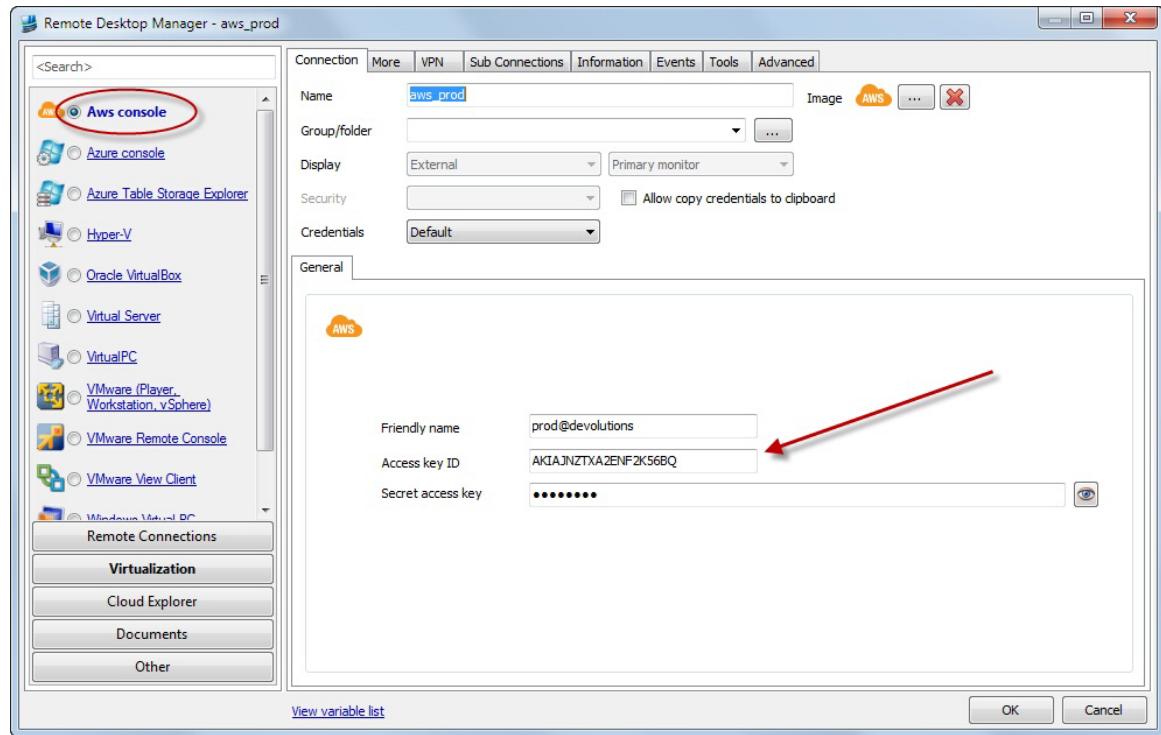 Remote Desktop Manager - aws_prod
<Search>
Aws console
Azure console
Azure Table Storage Explorer
Hyper-V
Oracle VirtualBox
Virtual Server
VirtualPC
VMware (Player,
Workstation, vSphere)
VMware Remote Console
VMware View Client
Windows Virtual PC
Remote Connections
Virtualization
Cloud Explorer
Documents
Other
Connection More VPN Sub Connections Information Events Tools Advanced
Name aws_prod Image AWS ...
Group/folder ...
Display External Primary monitor
Security Allow copy credentials to clipboard
Credentials Default
General
AWS
Friendly name prod@devolutions
Access key ID AKIAJNZTXA2ENF2K56BQ
Secret access key ••••••••
View variable list
OK Cancel